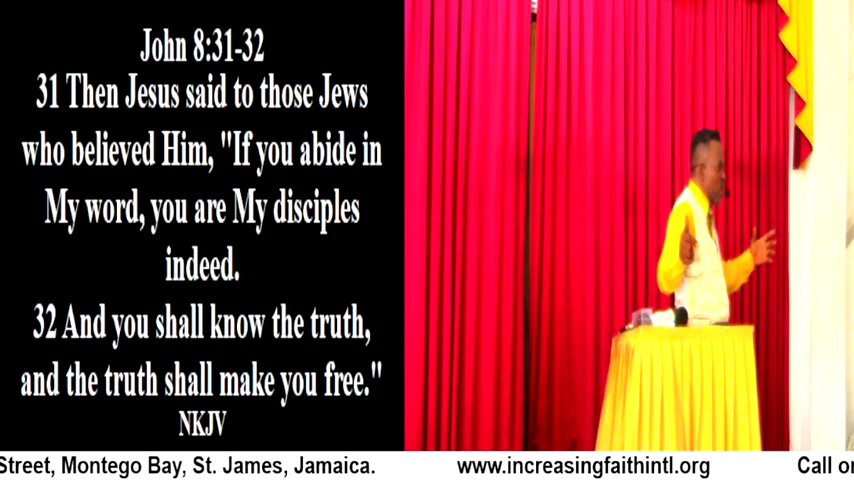 John 8:31-32
31 Then Jesus said to those Jews
who believed Him, "If you abide in
My word, you are My disciples
indeed.
32 And you shall know the truth,
and the truth shall make you free."
NKJV
Street, Montego Bay, St. James, Jamaica. www.increasingfaithintl.org Call